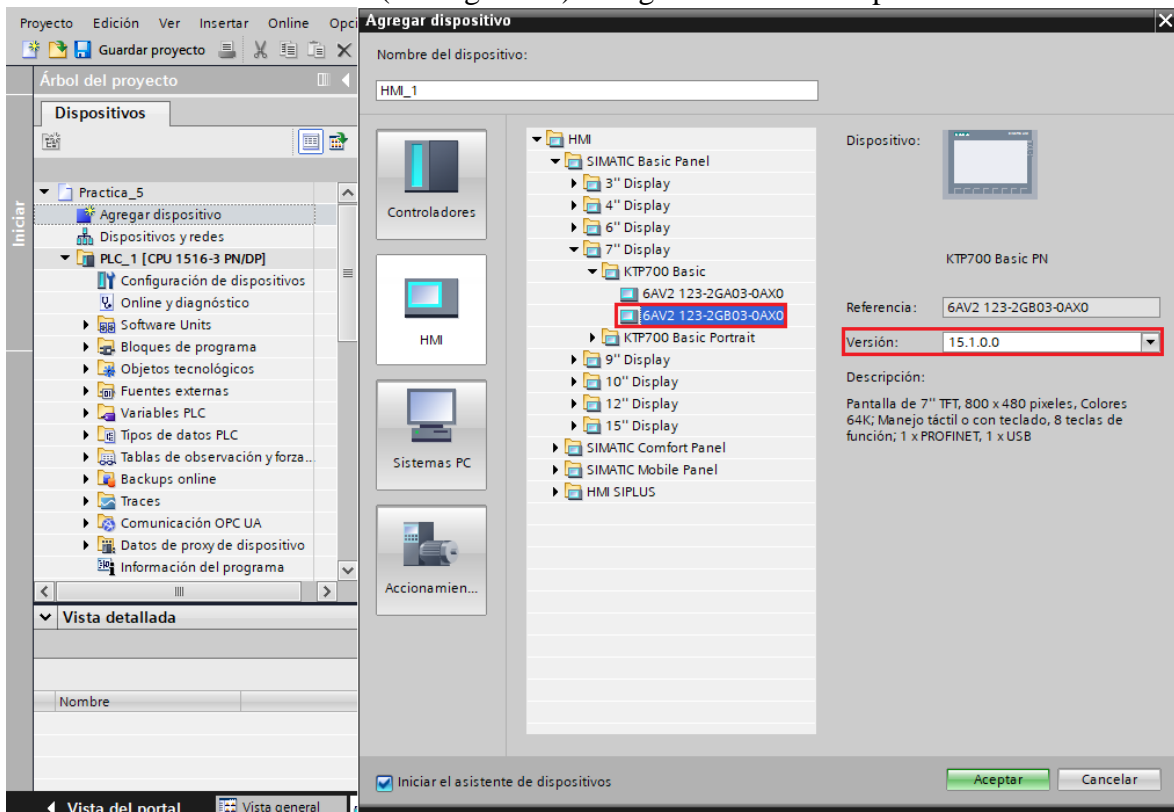 Proyecto Edición Ver Insertar Online Opci
Guardar proyecto
Árbol del proyecto
Dispositivos
Iniciar
Practica_5
Agregar dispositivo
Dispositivos y redes
PLC_1 [CPU 1516-3 PN/DP]
Configuración de dispositivos
Online y diagnóstico
Software Units
Bloques de programa
Objetos tecnológicos
Fuentes externas
Variables PLC
Tipos de datos PLC
Tablas de observación y forza...
Backups online
Traces
Comunicación OPC UA
Datos de proxy de dispositivo
Información del programa
Vista detallada
Nombre
Vista del portal
Vista general
Agregar dispositivo
Nombre del dispositivo:
HMI_1
Controladores
HMI
Sistemas PC
Accionamien...
HMI
SIMATIC Basic Panel
3'' Display
4'' Display
6'' Display
7'' Display
KTP700 Basic
6AV2 123-2GA03-0AX0
6AV2 123-2GB03-0AX0
KTP700 Basic Portrait
9'' Display
10'' Display
12'' Display
15'' Display
SIMATIC Comfort Panel
SIMATIC Mobile Panel
HMI SIPLUS
Dispositivo:
KTP700 Basic PN
Referencia: 6AV2 123-2GB03-0AX0
Versión: 15.1.0.0
Descripción:
Pantalla de 7'' TFT, 800 x 480 pixeles, Colores
64K; Manejo táctil o con teclado, 8 teclas de
función; 1 x PROFINET, 1 x USB
Iniciar el asistente de dispositivos
Aceptar Cancelar